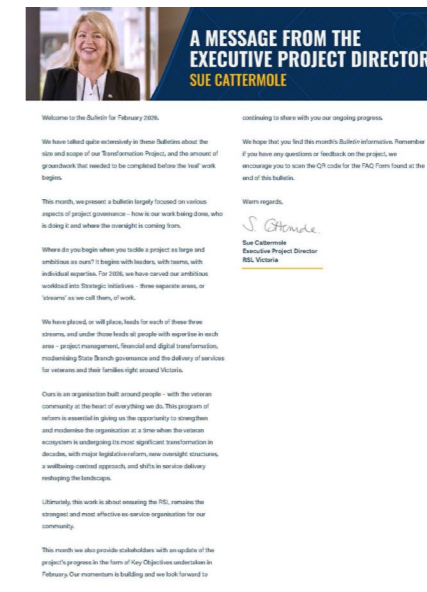 A MESSAGE FROM THE
EXECUTIVE PROJECT DIRECTOR
SUE CATTERMOLE
Welcome to the Bulletin for February 2026.
We have talked quite extensively in these Bulletins about the
size and scope of our Transformation Project, and the amount of
groundwork that needed to be completed before the 'real' work
begins.
This month, we present a bulletin largely focused on various
aspects of project governance – how is our work being done, who
is doing it and where the oversight is coming from.
Where do you begin when you tackle a project as large and
ambitious as ours? It begins with leaders, with teams, with
individual expertise. For 2026, we have carved our ambitious
workload into Strategic Initiatives – three separate areas, or
'streams' as we call them, of work.
We have placed, or will place, leads for each of these three
streams, and under those leads sit people with expertise in each
area – project management, financial and digital transformation,
modernising State Branch governance and the delivery of services
for veterans and their families right around Victoria.
Ours is an organisation built around people – with the veteran
community at the heart of everything we do. This program of
reform is essential in giving us the opportunity to strengthen
and modernise the organisation at a time when the veteran
ecosystem is undergoing its most significant transformation in
decades, with major legislative reform, new oversight structures,
a wellbeing-centred approach, and shifts in service delivery
reshaping the landscape.
Ultimately, this work is about ensuring the RSL remains the
strongest and most effective ex-service organisation for our
community.
This month we also provide stakeholders with an update of the
project's progress in the form of Key Objectives undertaken in
February. Our momentum is building and we look forward to
continuing to share with you our ongoing progress.
We hope that you find this month's Bulletin informative. Remember
if you have any questions or feedback on the project, we
encourage you to scan the QR code for the FAQ Form found at the
end of this bulletin.
Warm regards,
S. Cattermole
Sue Cattermole
Executive Project Director
RSL Victoria